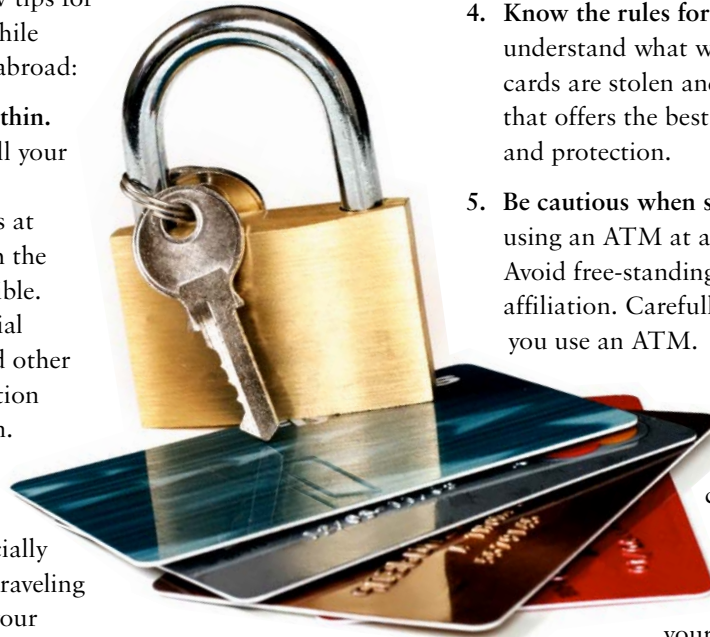 tips for
hile
abroad:
thin.
ll your
s at
n the
ible.
ial
d other
tion
n.
ially
raveling
our
4. Know the rules for
understand what w
cards are stolen and
that offers the best
and protection.
5. Be cautious when s
using an ATM at a
Avoid free-standing
affiliation. Carefull
you use an ATM.
c
your